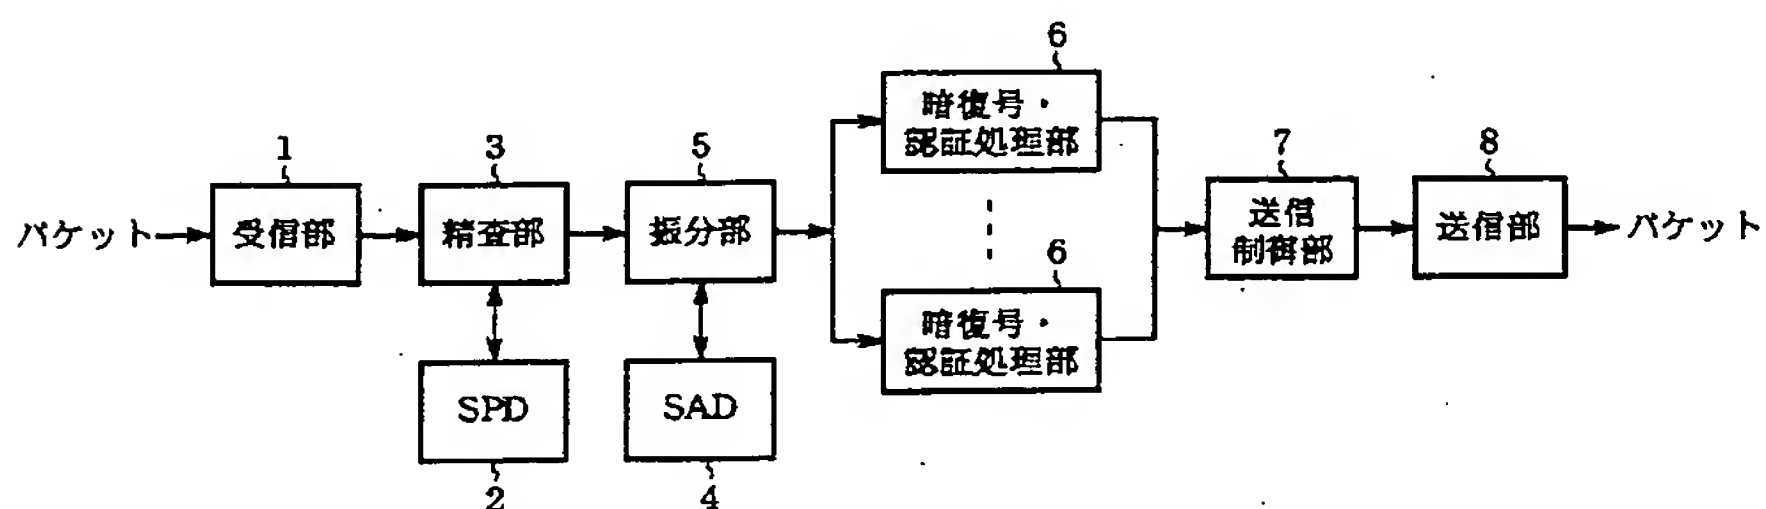 6
暗復号・
認証処理部
1
3
5
7
8
パケット
受信部
精査部
振分部
送信
制御部
送信部
パケット
6
暗復号・
認証処理部
SPD
SAD
2
4